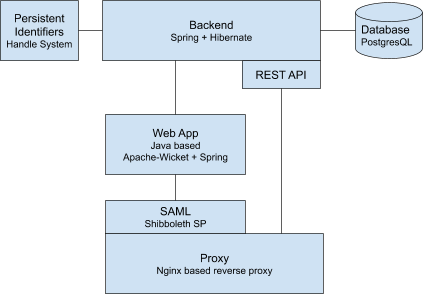 Persistent
Identifiers
Handle System
Backend
Spring + Hibernate
Database
PostgresQL
REST API
Web App
Java based
Apache-Wicket + Spring
SAML
Shibboleth SP
Proxy
Nginx based reverse proxy